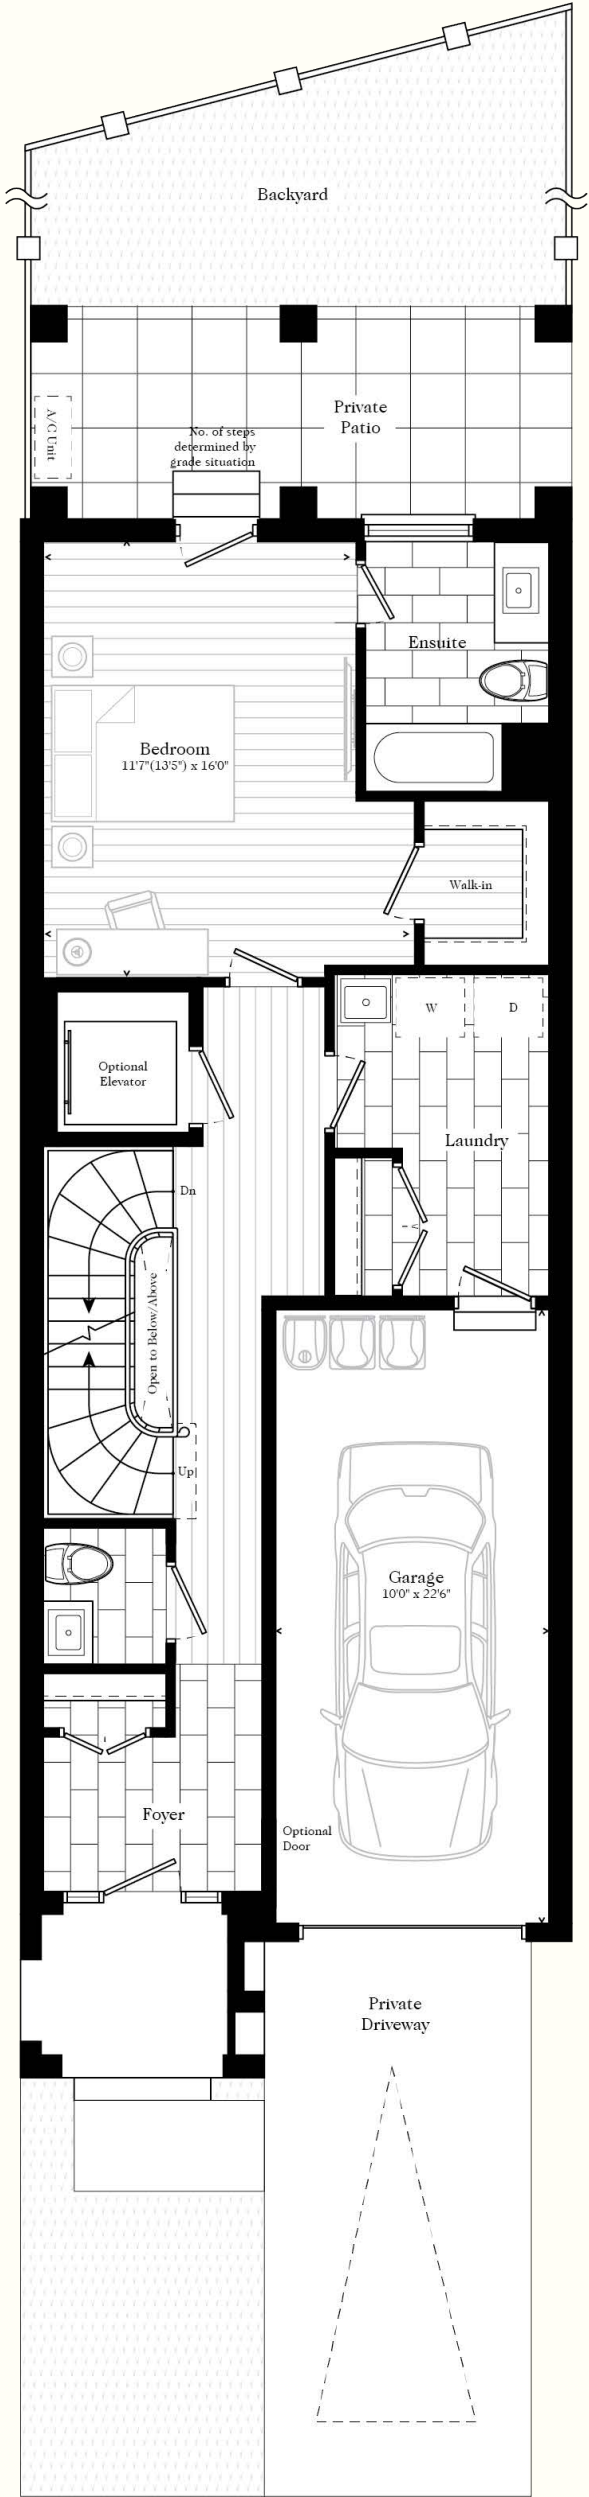 Backyard
Private
Patio
A/C Unit
No. of steps
determined by
grade situation
Ensuite
Bedroom
11'7"(13'5") x 16'0"
Walk-in
W
D
Optional
Elevator
Laundry
Dn
Open to Below/Above
Up
Garage
10'0" x 22'6"
Foyer
Optional
Door
Private
Driveway